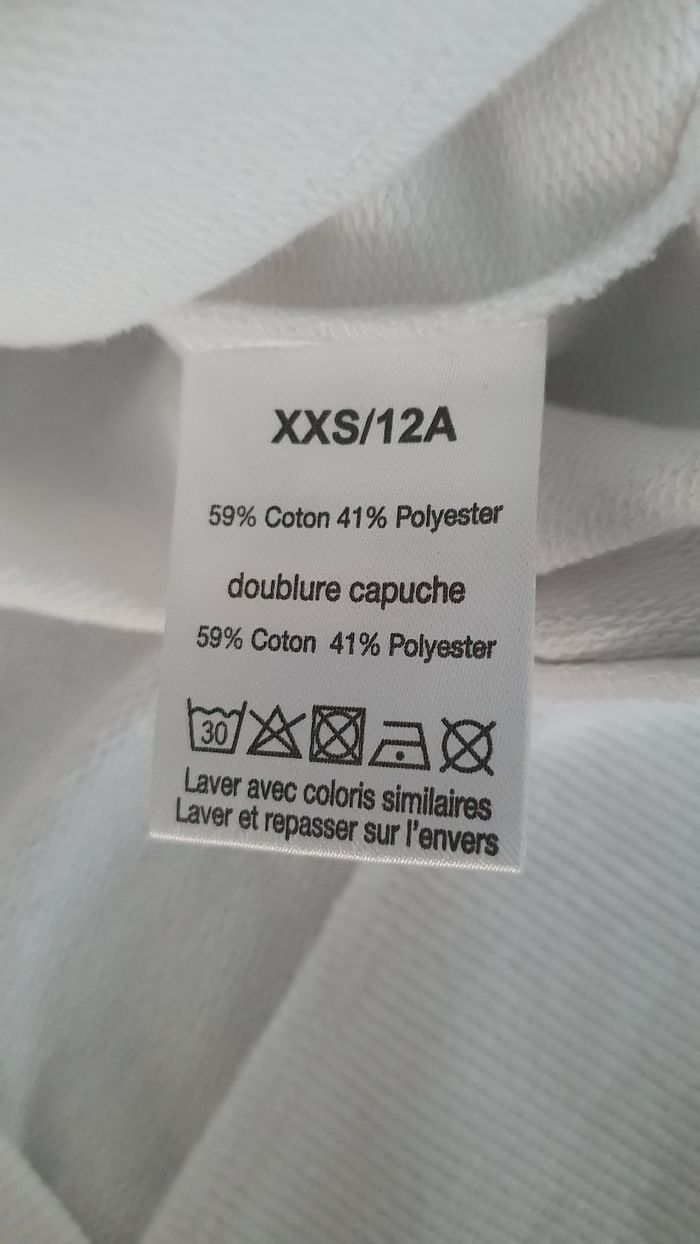 XXS/12A
59% Coton 41% Polyester
doublure capuche
59% Coton 41% Polyester
30
Laver avec coloris similaires
Laver et repasser sur l'envers